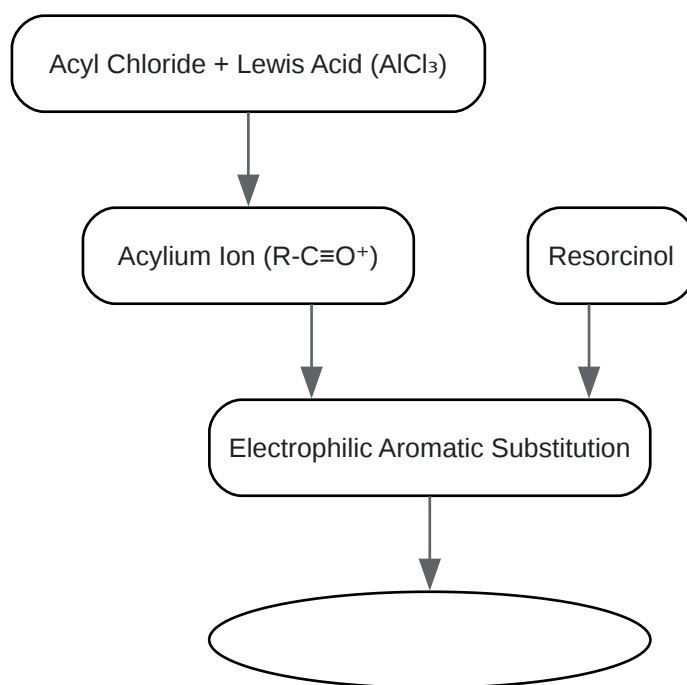 Acyl Chloride + Lewis Acid (AlCl₃)
Acylium Ion (R-C≡O⁺)
Resorcinol
Electrophilic Aromatic Substitution